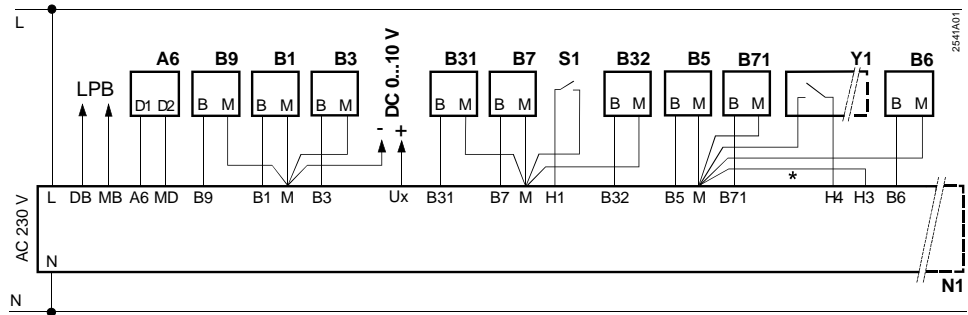 L
2541A01
A6 B9 B1 B3 DC 0...10 V B31 B7 S1 B32 B5 B71 Y1 B6
LPB
D1 D2 B M B M B M B M B M B M B M B M B M
- +
*
L DB MB A6 MD B9 B1 M B3 Ux B31 B7 M H1 B32 B5 M B71 H4 H3 B6
AC 230 V
N
N1
N